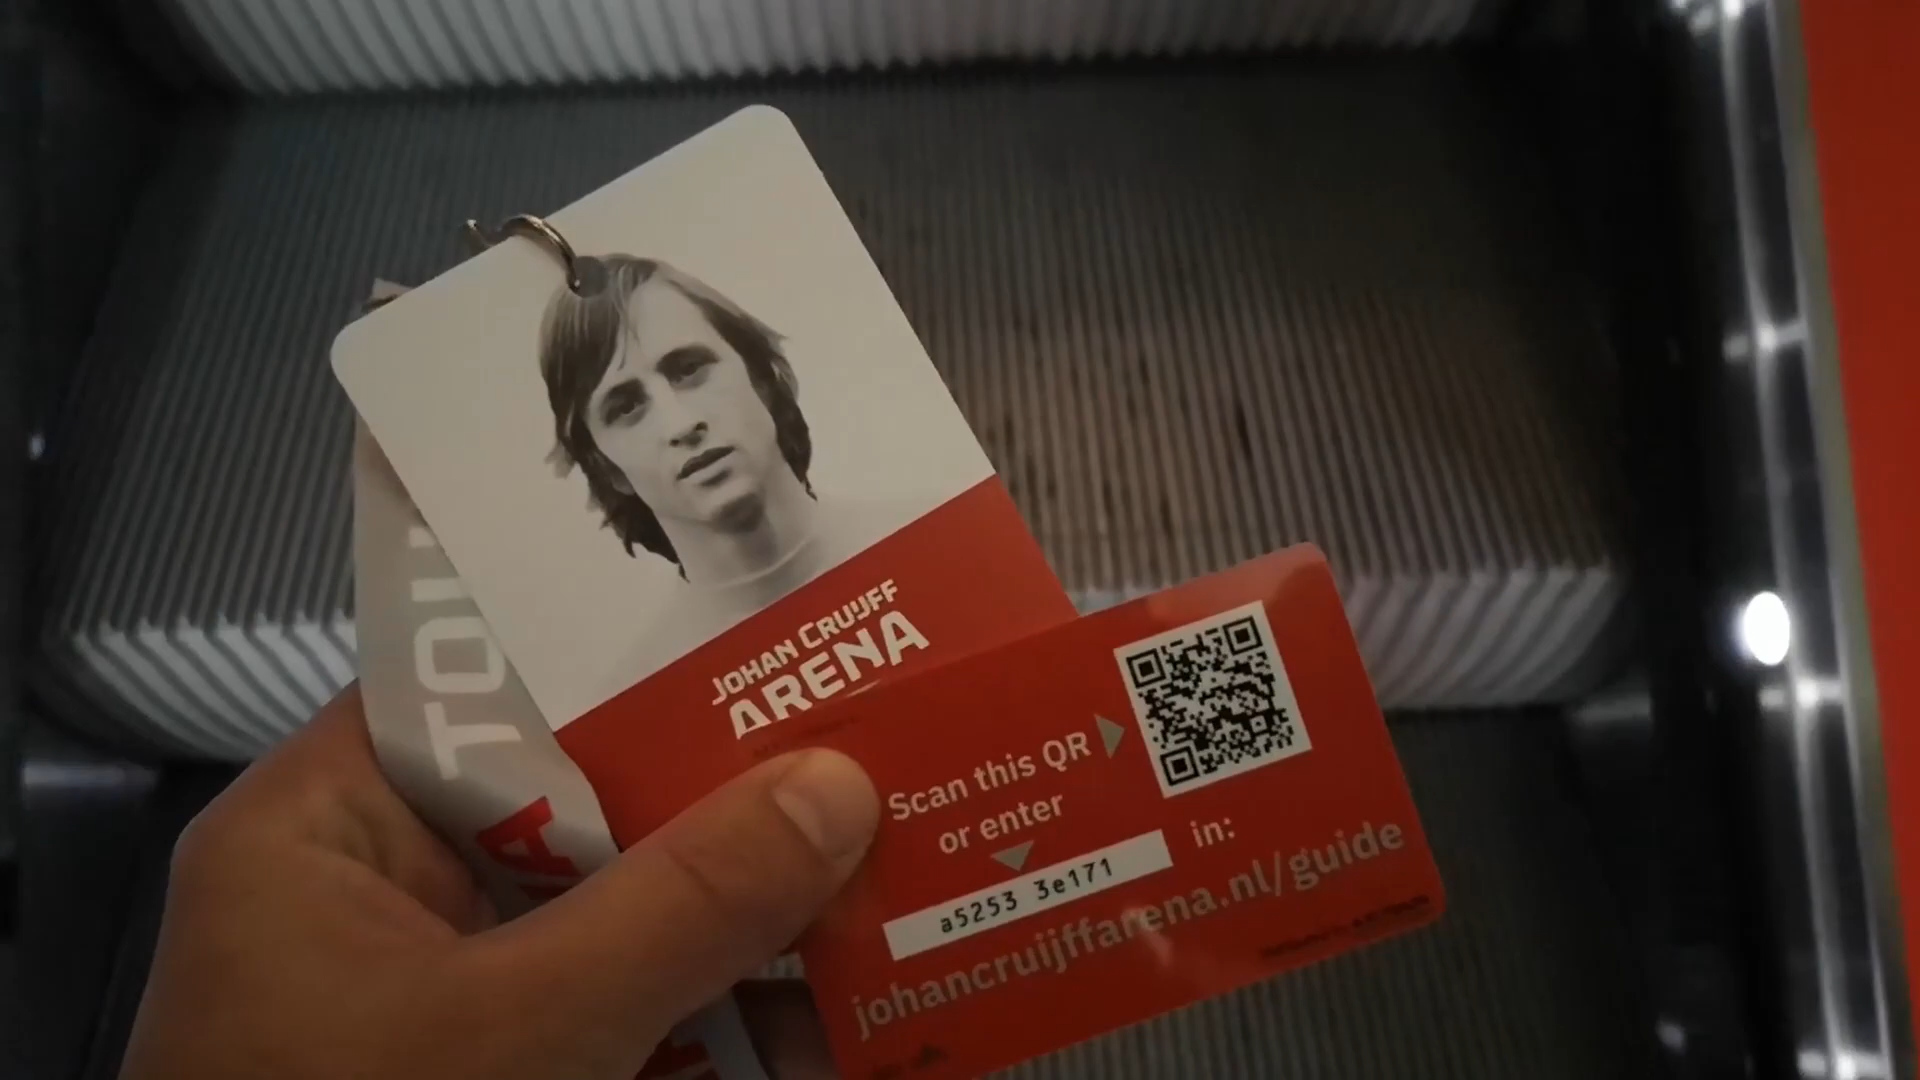 JOHAN CRUIJFF
ARENA
TOU
A
Scan this QR
or enter
in:
a5253 3e171
johancruijffarena.nl/guide